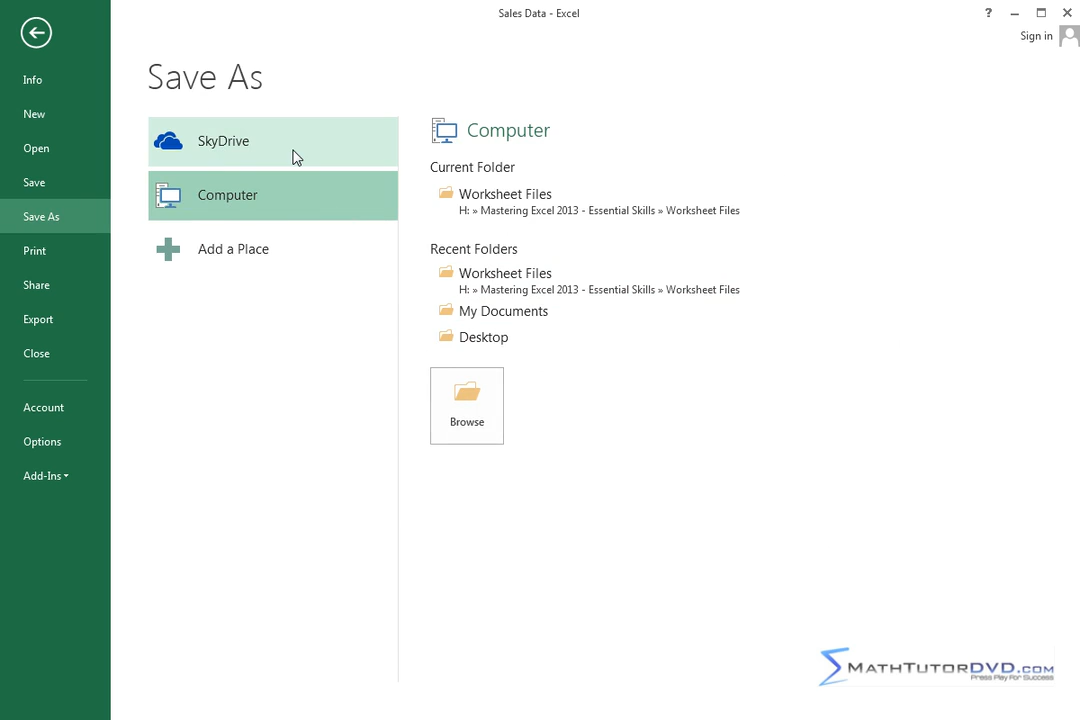 Sales Data - Excel
?
Sign in
Info
New
Open
Save
Save As
Print
Share
Export
Close
Account
Options
Add-Ins
Save As
SkyDrive
Computer
Add a Place
Computer
Current Folder
Worksheet Files
H: » Mastering Excel 2013 - Essential Skills » Worksheet Files
Recent Folders
Worksheet Files
H: » Mastering Excel 2013 - Essential Skills » Worksheet Files
My Documents
Desktop
Browse
MATHTUTORDVD.COM
Press Play For Success